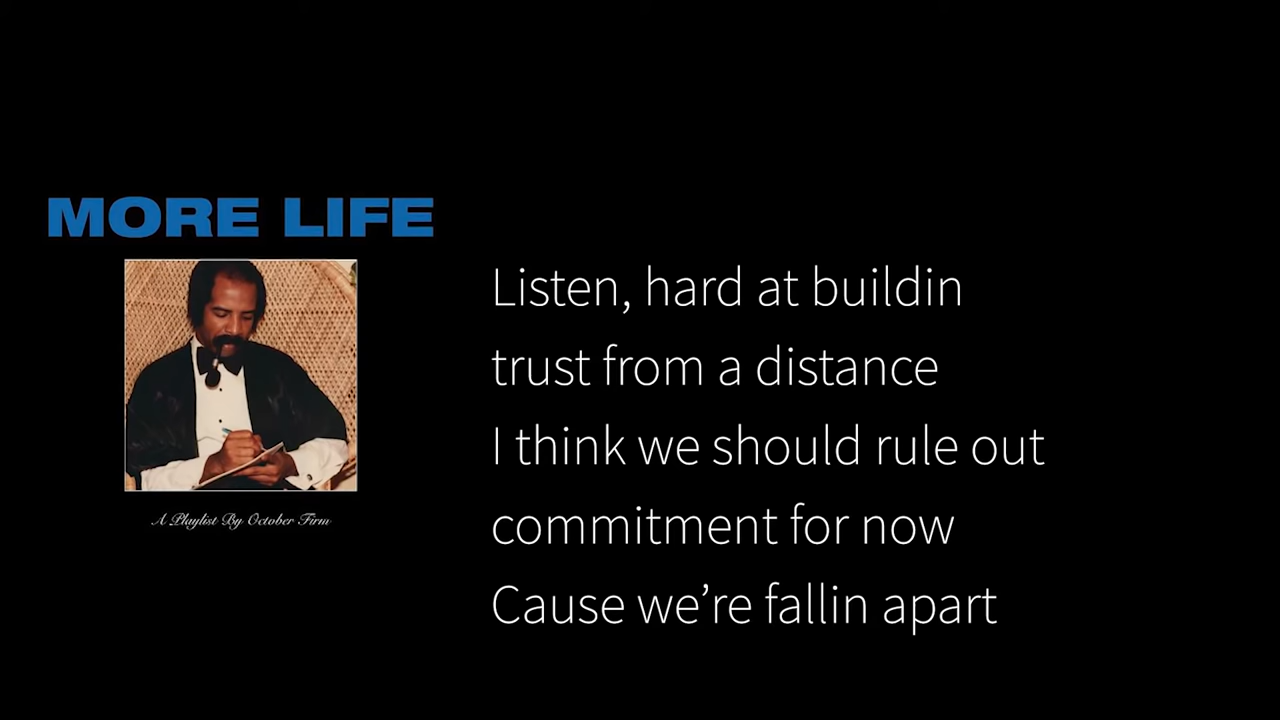 MORE LIFE
A Playlist By October Firm
Listen, hard at buildin
trust from a distance
I think we should rule out
commitment for now
Cause we’re fallin apart